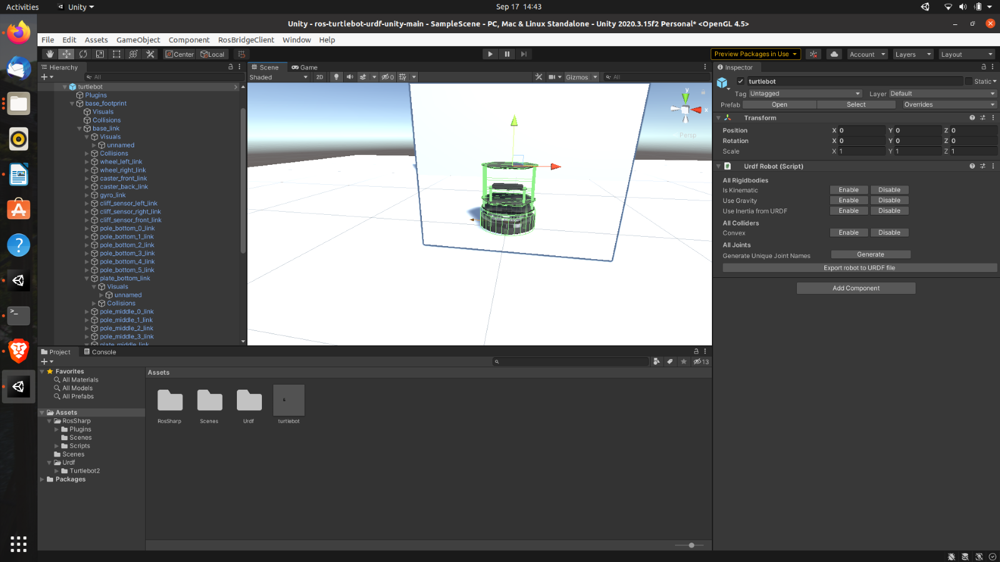 Activities
Unity
Sep 17  14:43
Unity - ros-turtlebot-urdf-unity-main - SampleScene - PC, Mac & Linux Standalone - Unity 2020.3.15f2 Personal* <OpenGL 4.5>
File Edit Assets GameObject Component RosBridgeClient Window Help
Center Local
Preview Packages in Use
Account Layers Layout
Hierarchy
All
turtlebot
Plugins
base_footprint
Visuals
Collisions
base_link
Visuals
unnamed
Collisions
wheel_left_link
wheel_right_link
caster_front_link
caster_back_link
gyro_link
cliff_sensor_left_link
cliff_sensor_right_link
cliff_sensor_front_link
pole_bottom_0_link
pole_bottom_1_link
pole_bottom_2_link
pole_bottom_3_link
pole_bottom_4_link
pole_bottom_5_link
plate_bottom_link
Visuals
unnamed
Collisions
pole_middle_0_link
pole_middle_1_link
pole_middle_2_link
pole_middle_3_link
plate_middle_link
Scene Game
Shaded 2D 0 Gizmos All
y
x
Persp
Inspector
turtlebot Static
Tag Untagged Layer Default
Prefab Open Select Overrides
Transform
Position X 0 Y 0 Z 0
Rotation X 0 Y 0 Z 0
Scale X 1 Y 1 Z 1
# Urdf Robot (Script)
All Rigidbodies
Is Kinematic Enable Disable
Use Gravity Enable Disable
Use Inertia from URDF Enable Disable
All Colliders
Convex Enable Disable
All Joints
Generate Unique Joint Names Generate
Export robot to URDF file
Add Component
Project Console
13
Favorites
All Materials
All Models
All Prefabs
Assets
RosSharp
Plugins
Scenes
Scripts
Scenes
Urdf
Turtlebot2
Packages
Assets
RosSharp Scenes Urdf turtlebot